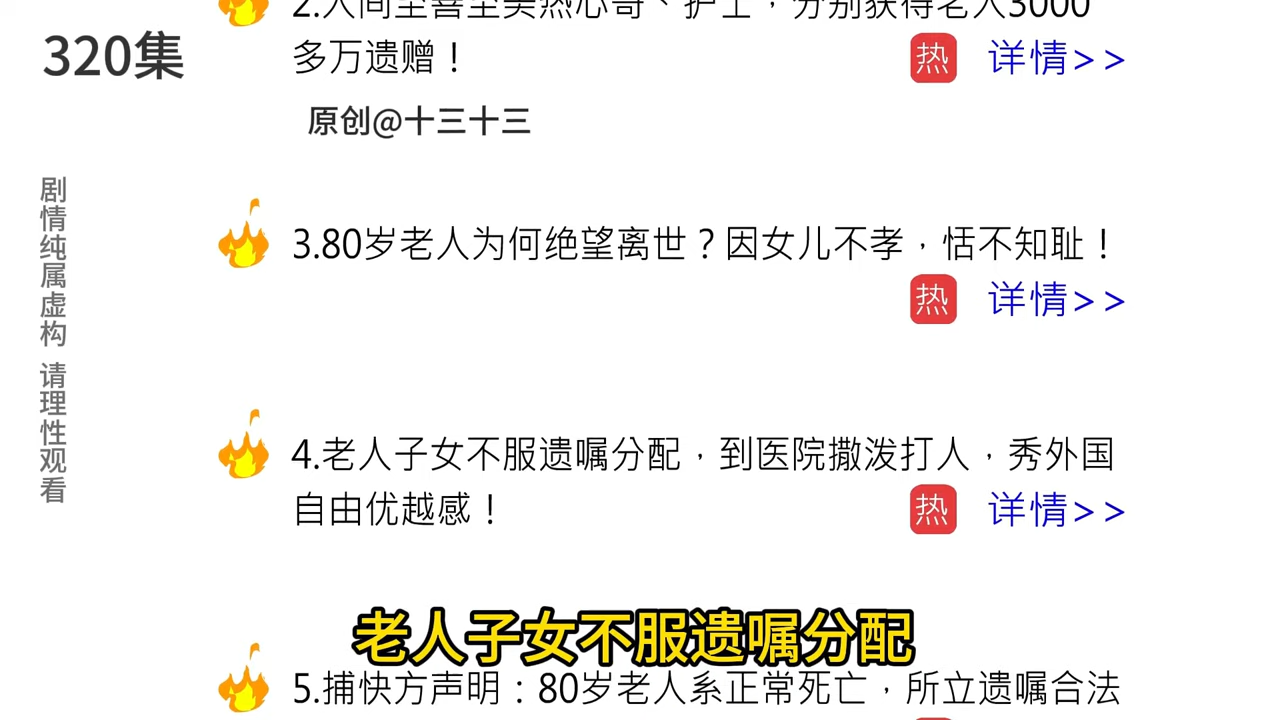 2.人间至善至美热心哥、护士，分别获得老人3000
多万遗赠！
热 详情>>
320集
原创@十三十三
剧情纯属虚构 请理性观看
3.80岁老人为何绝望离世？因女儿不孝，恬不知耻！
热 详情>>
4.老人子女不服遗嘱分配，到医院撒泼打人，秀外国
自由优越感！
热 详情>>
老人子女不服遗嘱分配
5.捕快方声明：80岁老人系正常死亡，所立遗嘱合法